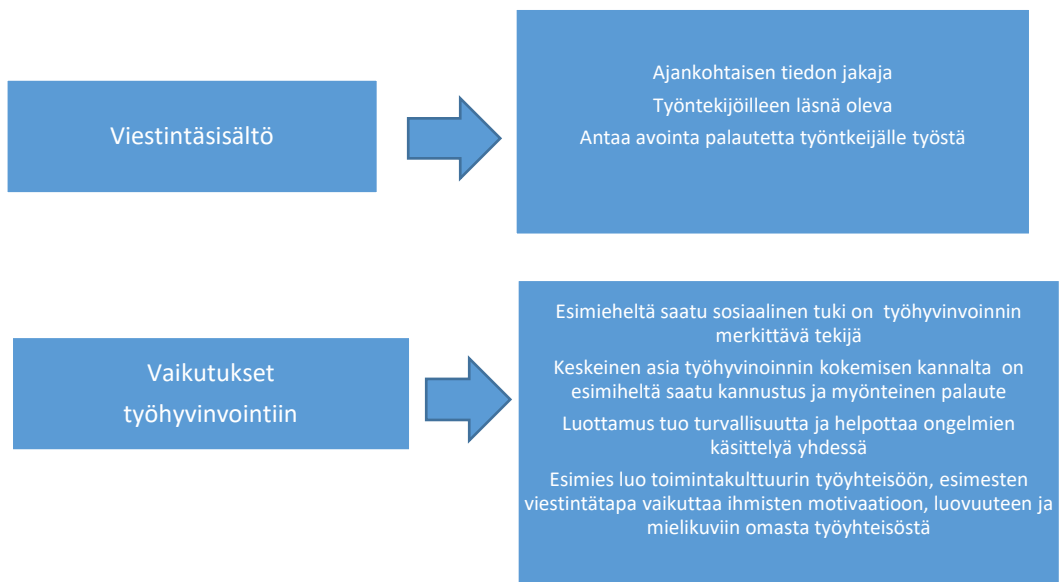 Viestintäsisältö
Ajankohtaisen tiedon jakaja
Työntekijöilleen läsnä oleva
Antaa avointa palautetta työntkeijälle työstä
Vaikutukset
työhyvinvointiin
Esimieheltä saatu sosiaalinen tuki on työhyvinvoinnin
merkittävä tekijä
Keskeinen asia työhyvinoinnin kokemisen kannalta on
esimiheltä saatu kannustus ja myönteinen palaute
Luottamus tuo turvallisuutta ja helpottaa ongelmien
käsittelyä yhdessä
Esimies luo toimintakulttuurin työyhteisöön, esimesten
viestintätapa vaikuttaa ihmisten motivaatioon, luovuuteen ja
mielikuviin omasta työyhteisöstä